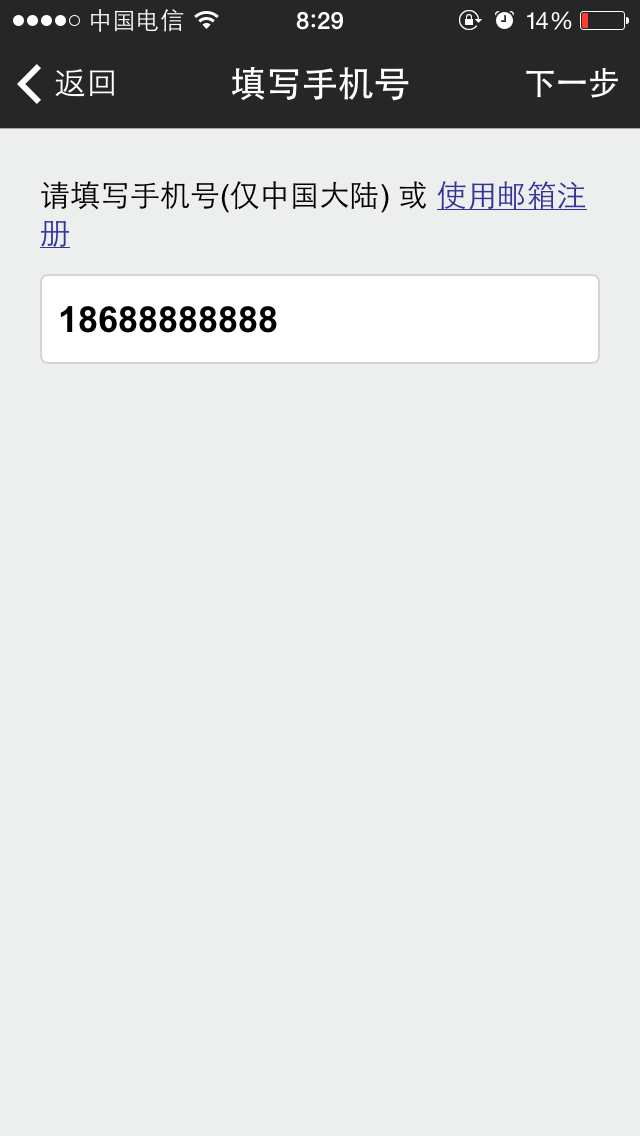 中国电信 8:29 14%
返回 填写手机号 下一步
请填写手机号(仅中国大陆) 或 使用邮箱注
册
18688888888